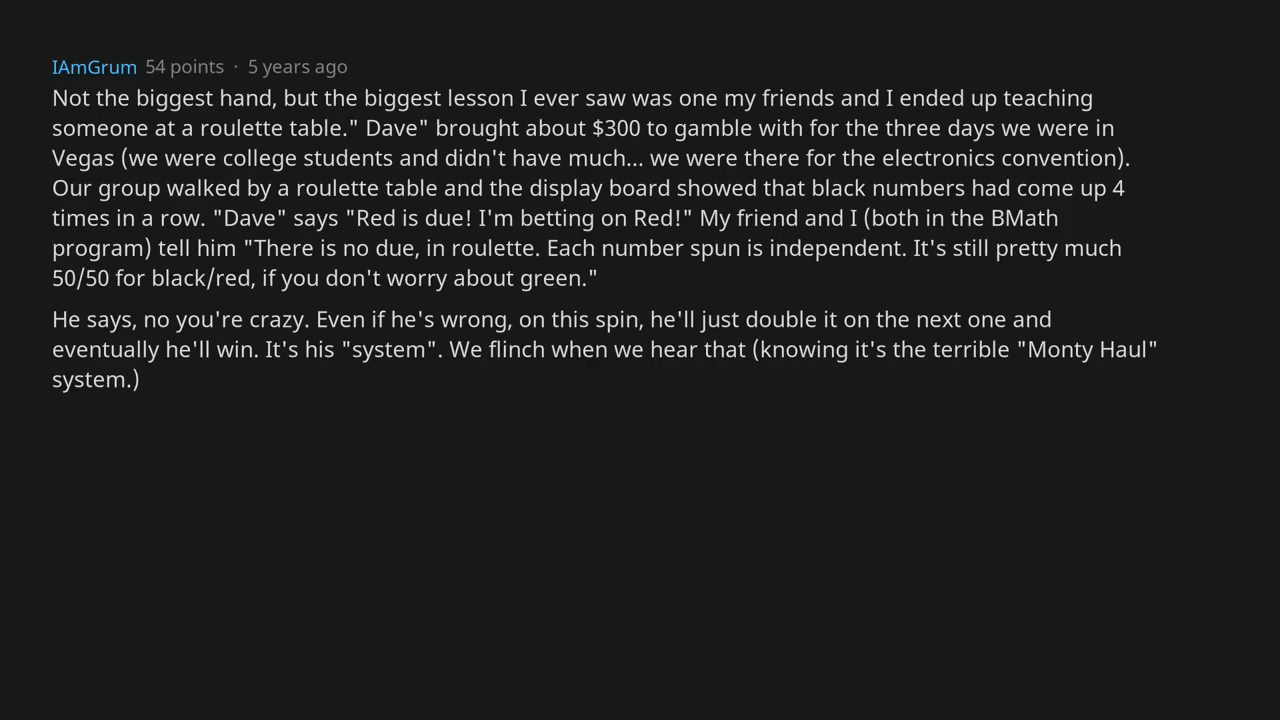 IAmGrum 54 points · 5 years ago
Not the biggest hand, but the biggest lesson I ever saw was one my friends and I ended up teaching
someone at a roulette table." Dave" brought about $300 to gamble with for the three days we were in
Vegas (we were college students and didn't have much... we were there for the electronics convention).
Our group walked by a roulette table and the display board showed that black numbers had come up 4
times in a row. "Dave" says "Red is due! I'm betting on Red!" My friend and I (both in the BMath
program) tell him "There is no due, in roulette. Each number spun is independent. It's still pretty much
50/50 for black/red, if you don't worry about green."
He says, no you're crazy. Even if he's wrong, on this spin, he'll just double it on the next one and
eventually he'll win. It's his "system". We flinch when we hear that (knowing it's the terrible "Monty Haul"
system.)